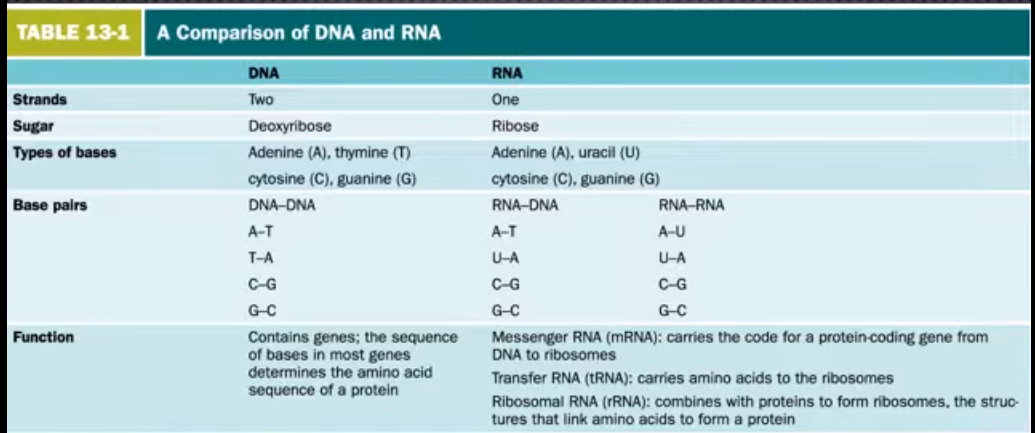 TABLE 13-1 A Comparison of DNA and RNA
DNA RNA
Strands Two One
Sugar Deoxyribose Ribose
Types of bases Adenine (A), thymine (T) Adenine (A), uracil (U)
cytosine (C), guanine (G) cytosine (C), guanine (G)
Base pairs DNA–DNA RNA–DNA RNA–RNA
A–T A–T A–U
T–A U–A U–A
C–G C–G C–G
G–C G–C G–C
Function Contains genes; the sequence Messenger RNA (mRNA): carries the code for a protein-coding gene from
of bases in most genes DNA to ribosomes
determines the amino acid Transfer RNA (tRNA): carries amino acids to the ribosomes
sequence of a protein Ribosomal RNA (rRNA): combines with proteins to form ribosomes, the struc-
tures that link amino acids to form a protein